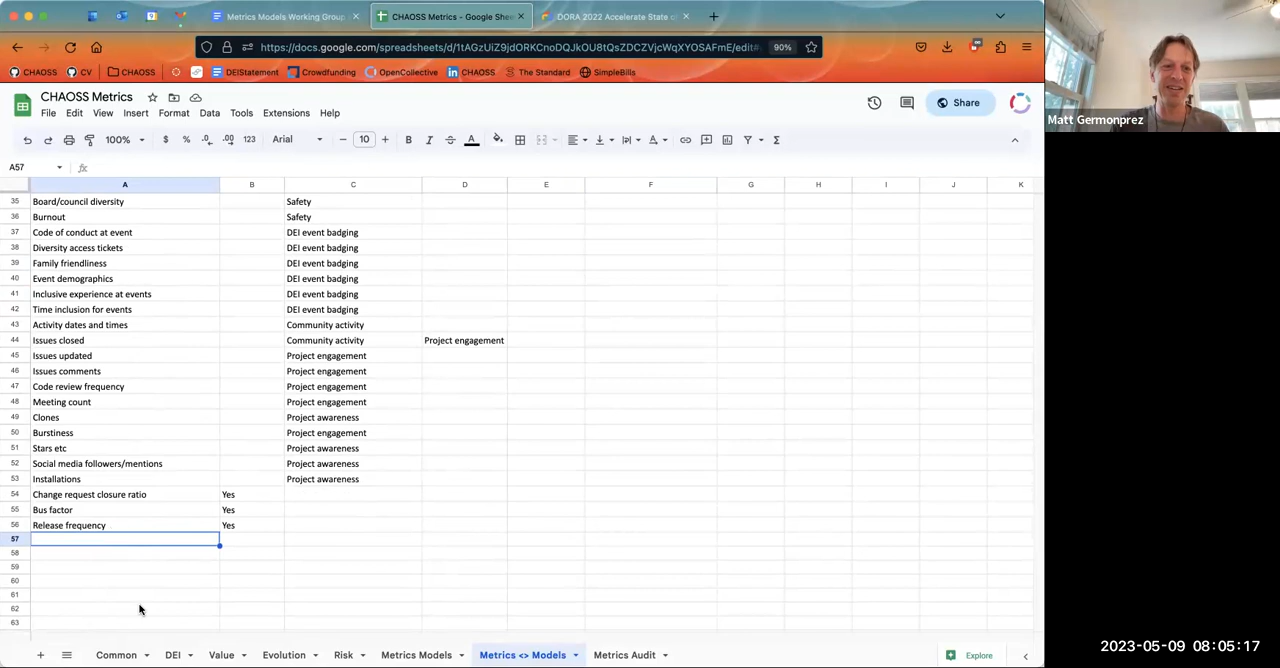 Metrics Models Working Group
CHAOSS Metrics - Google Shee
DORA 2022 Accelerate State o
https://docs.google.com/spreadsheets/d/1tAGzUiZ9jdORKCnoDQJkOU8tQsZDCZVjcWqXYOSAFmE/edit#
90%
CHAOSS
CV
CHAOSS
DEIStatement
Crowdfunding
OpenCollective
CHAOSS
The Standard
SimpleBills
CHAOSS Metrics
File Edit View Insert Format Data Tools Extensions Help
Share
100% $ % .0 .00 123 Arial 10 B I A
A57 fx
A B C D E F G H I J K
35 Board/council diversity Safety
36 Burnout Safety
37 Code of conduct at event DEI event badging
38 Diversity access tickets DEI event badging
39 Family friendliness DEI event badging
40 Event demographics DEI event badging
41 Inclusive experience at events DEI event badging
42 Time inclusion for events DEI event badging
43 Activity dates and times Community activity
44 Issues closed Community activity Project engagement
45 Issues updated Project engagement
46 Issues comments Project engagement
47 Code review frequency Project engagement
48 Meeting count Project engagement
49 Clones Project awareness
50 Burstiness Project engagement
51 Stars etc Project awareness
52 Social media followers/mentions Project awareness
53 Installations Project awareness
54 Change request closure ratio Yes
55 Bus factor Yes
56 Release frequency Yes
57
58
59
60
61
62
63
Common DEI Value Evolution Risk Metrics Models Metrics <> Models Metrics Audit
Explore
Matt Germonprez
2023-05-09 08:05:17